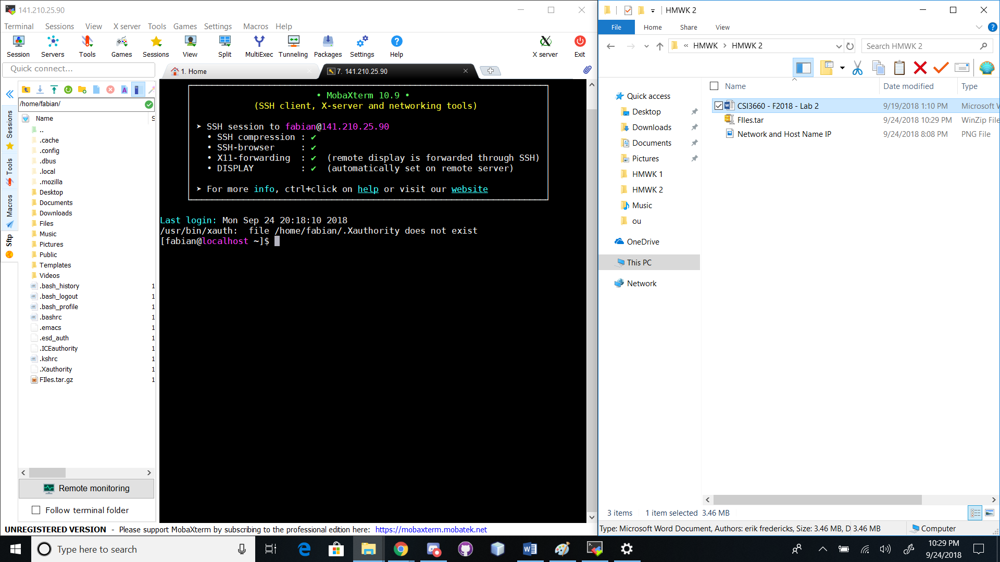 141.210.25.90
Terminal Sessions View X server Tools Games Settings Macros Help
Session Servers Tools Games Sessions View Split MultiExec Tunneling Packages Settings Help X server Exit
Quick connect...
1. Home
7. 141.210.25.90
Sessions
Tools
Macros
Sftp
/home/fabian/
Name S
..
.cache
.config
.dbus
.local
.mozilla
Desktop
Documents
Downloads
Files
Music
Pictures
Public
Templates
Videos
.bash_history 1
.bash_logout 1
.bash_profile 1
.bashrc 1
.emacs 1
.esd_auth 1
.ICEauthority 1
.kshrc 1
.Xauthority 1
FIles.tar.gz 1
Remote monitoring
Follow terminal folder
• MobaXterm 10.9 •
(SSH client, X-server and networking tools)
➤ SSH session to fabian@141.210.25.90
• SSH compression : ✔
• SSH-browser : ✔
• X11-forwarding : ✔ (remote display is forwarded through SSH)
• DISPLAY : ✔ (automatically set on remote server)
➤ For more info, ctrl+click on help or visit our website
Last login: Mon Sep 24 20:18:10 2018
/usr/bin/xauth: file /home/fabian/.Xauthority does not exist
[fabian@localhost ~]$
UNREGISTERED VERSION - Please support MobaXterm by subscribing to the professional edition here: https://mobaxterm.mobatek.net
HMWK 2
File Home Share View
« HMWK > HMWK 2
Search HMWK 2
Quick access
Desktop
Downloads
Documents
Pictures
HMWK 1
HMWK 2
Music
ou
OneDrive
This PC
Network
Name Date modified Type
CSI3660 - F2018 - Lab 2 9/19/2018 1:10 PM Microsoft W
FIles.tar 9/24/2018 10:29 PM WinZip File
Network and Host Name IP 9/24/2018 8:08 PM PNG File
3 items 1 item selected 3.46 MB
Type: Microsoft Word Document, Authors: erik fredericks, Size: 3.46 MB, D 3.46 MB Computer
Type here to search
10:29 PM
9/24/2018